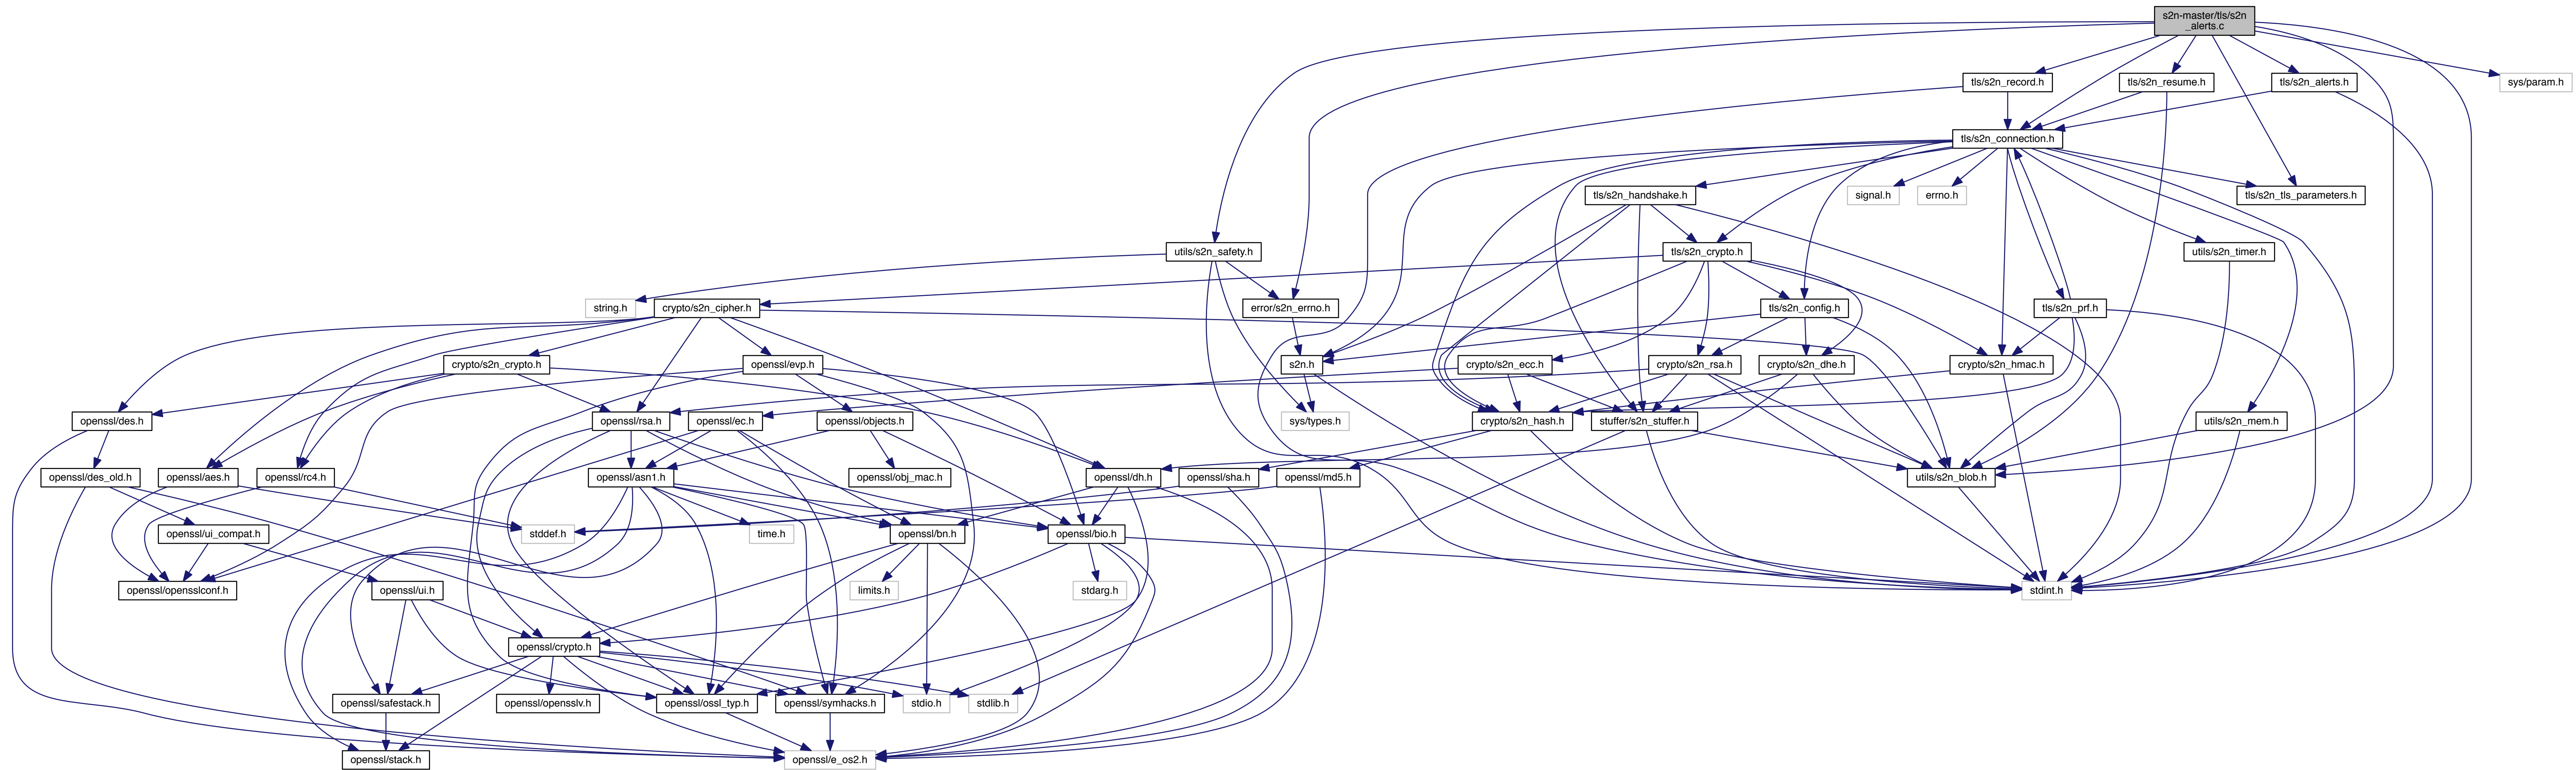 s2n-master/tls/s2n
_alerts.c
tls/s2n_record.h
tls/s2n_resume.h
tls/s2n_alerts.h
sys/param.h
tls/s2n_connection.h
tls/s2n_handshake.h
signal.h
errno.h
tls/s2n_tls_parameters.h
utils/s2n_safety.h
tls/s2n_crypto.h
utils/s2n_timer.h
string.h
crypto/s2n_cipher.h
error/s2n_errno.h
tls/s2n_config.h
tls/s2n_prf.h
crypto/s2n_crypto.h
openssl/evp.h
s2n.h
crypto/s2n_ecc.h
crypto/s2n_rsa.h
crypto/s2n_dhe.h
crypto/s2n_hmac.h
openssl/des.h
openssl/rsa.h
openssl/ec.h
openssl/objects.h
sys/types.h
crypto/s2n_hash.h
stuffer/s2n_stuffer.h
utils/s2n_mem.h
openssl/des_old.h
openssl/aes.h
openssl/rc4.h
openssl/asn1.h
openssl/obj_mac.h
openssl/dh.h
openssl/sha.h
openssl/md5.h
utils/s2n_blob.h
openssl/ui_compat.h
stddef.h
time.h
openssl/bn.h
openssl/bio.h
openssl/opensslconf.h
openssl/ui.h
limits.h
stdarg.h
stdint.h
openssl/crypto.h
openssl/safestack.h
openssl/opensslv.h
openssl/ossl_typ.h
openssl/symhacks.h
stdio.h
stdlib.h
openssl/stack.h
openssl/e_os2.h